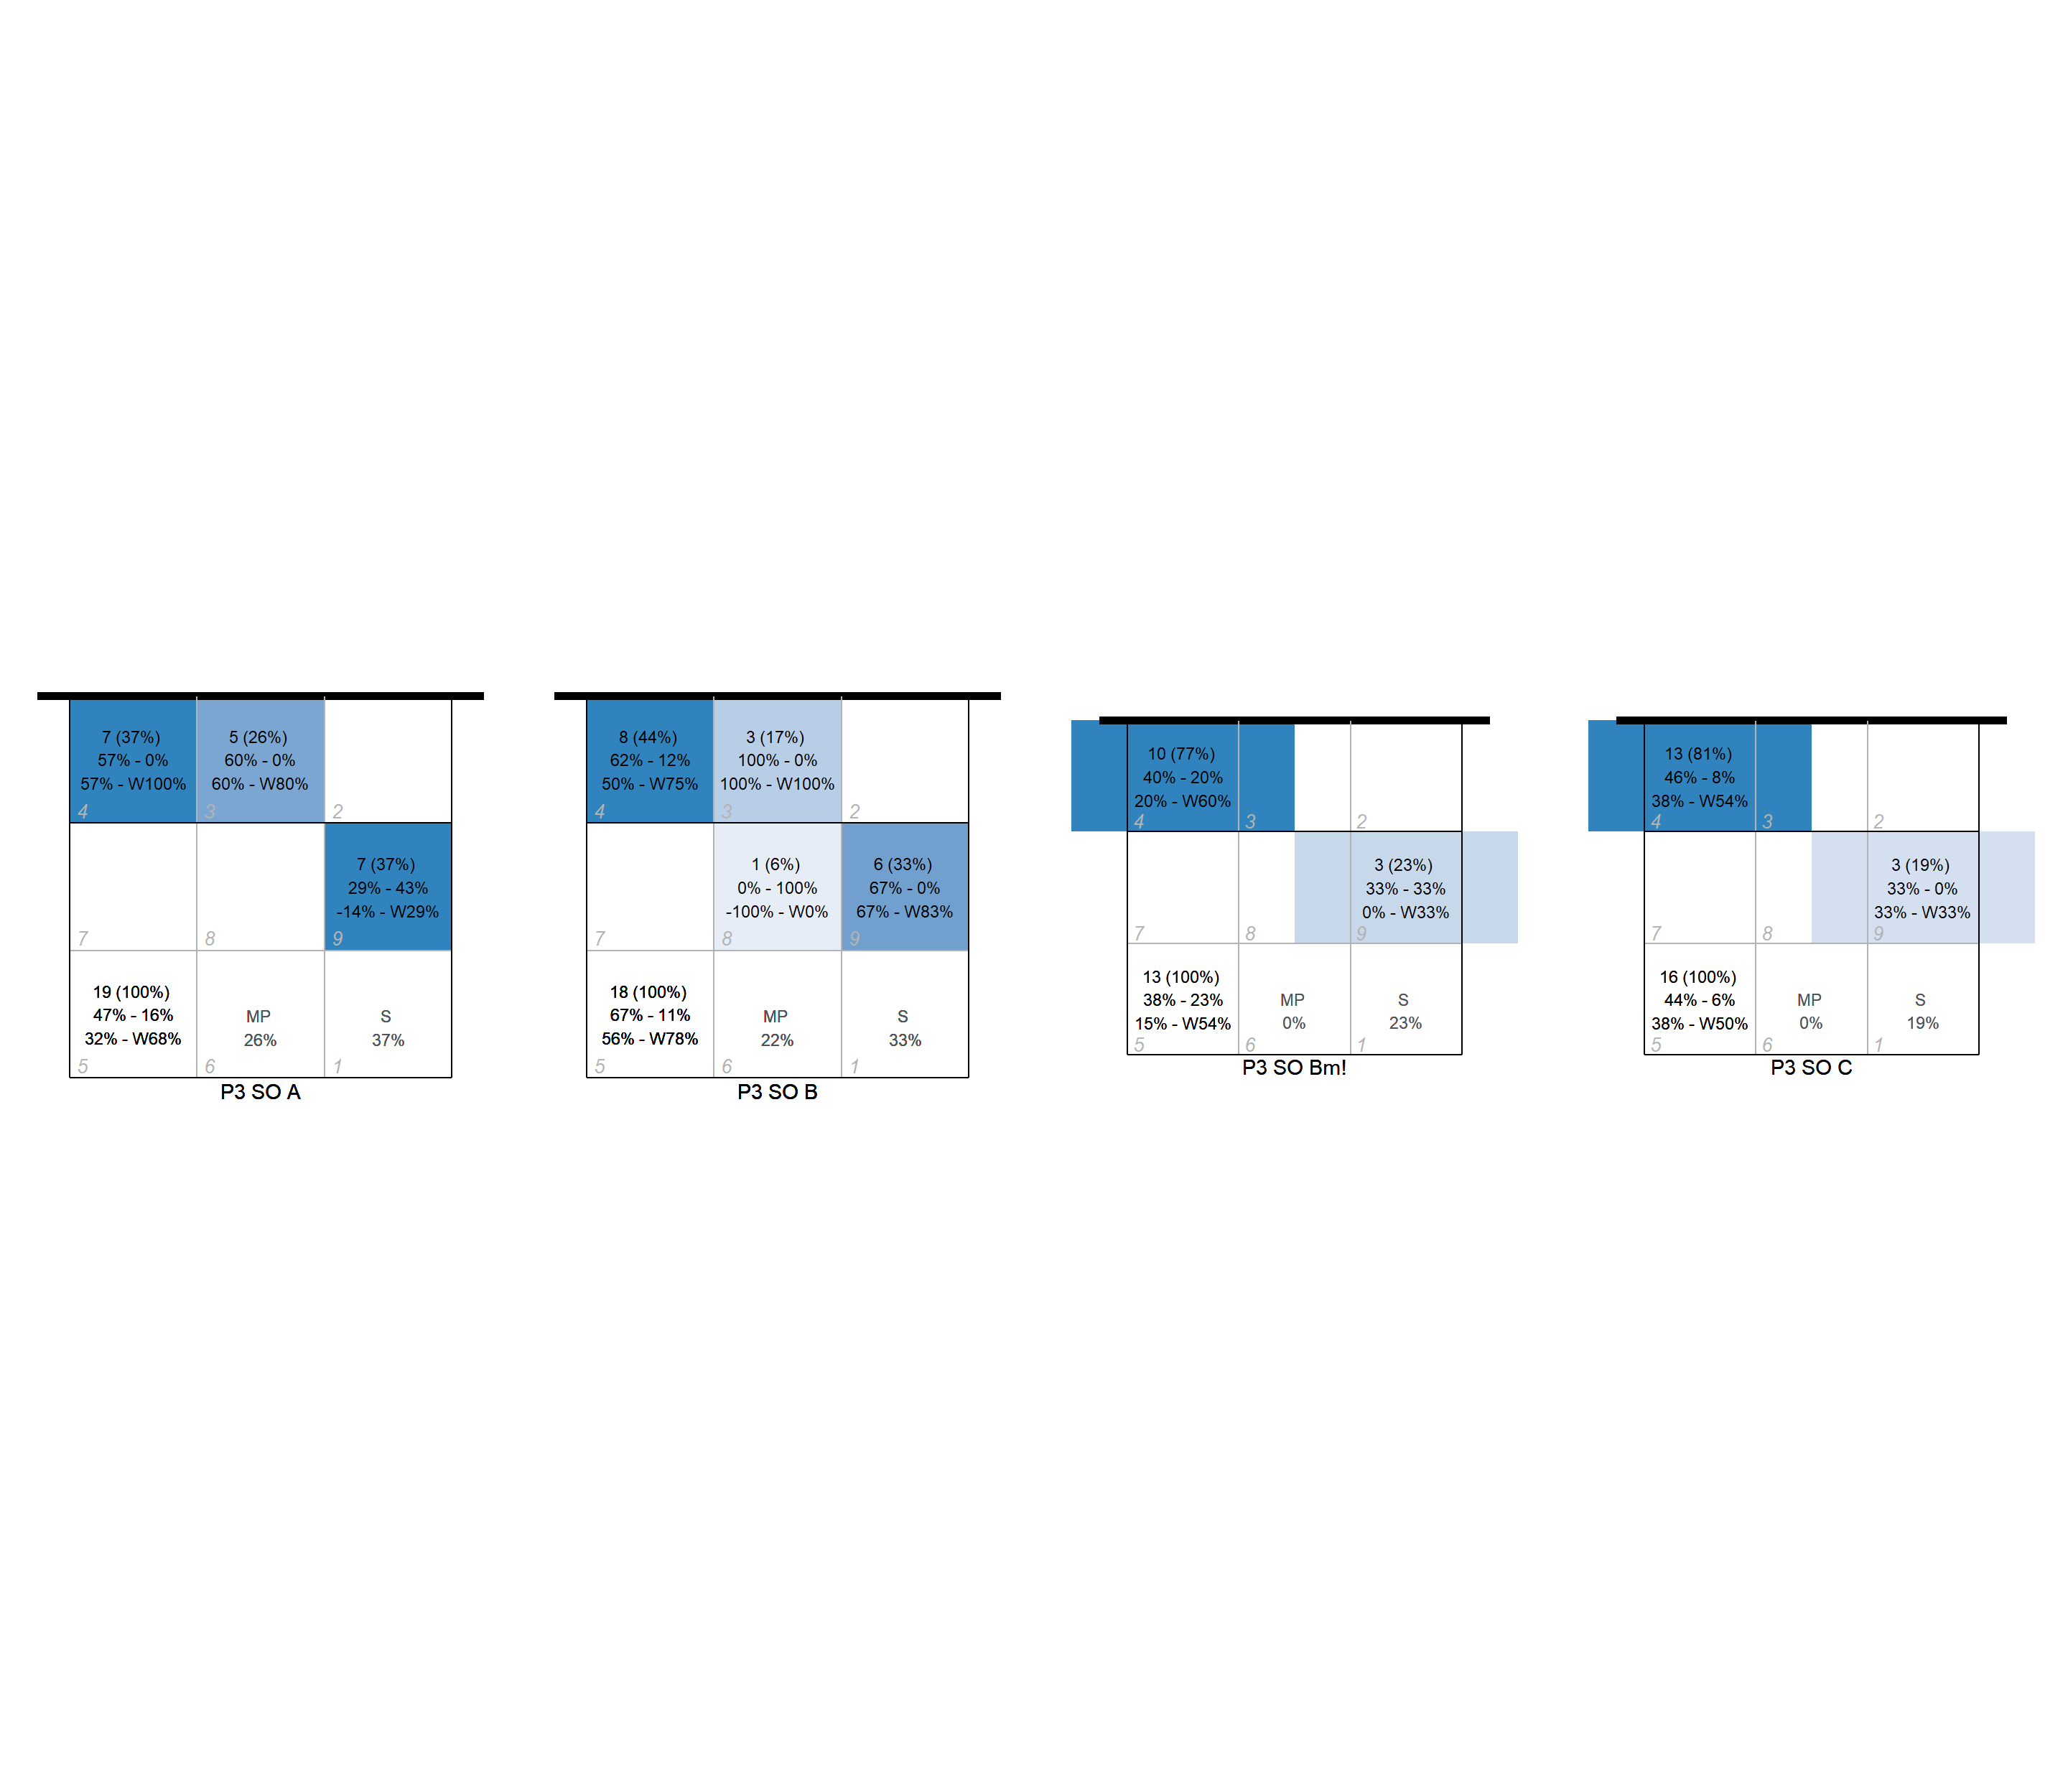 7 (37%)
57% - 0%
57% - W100%
4
5 (26%)
60% - 0%
60% - W80%
3
2
7
8
7 (37%)
29% - 43%
-14% - W29%
9
19 (100%)
47% - 16%
32% - W68%
5
MP
26%
6
S
37%
1
P3 SO A
8 (44%)
62% - 12%
50% - W75%
4
3 (17%)
100% - 0%
100% - W100%
3
2
7
1 (6%)
0% - 100%
-100% - W0%
8
6 (33%)
67% - 0%
67% - W83%
9
18 (100%)
67% - 11%
56% - W78%
5
MP
22%
6
S
33%
1
P3 SO B
10 (77%)
40% - 20%
20% - W60%
4
3
2
7
8
3 (23%)
33% - 33%
0% - W33%
9
13 (100%)
38% - 23%
15% - W54%
5
MP
0%
6
S
23%
1
P3 SO Bm!
13 (81%)
46% - 8%
38% - W54%
4
3
2
7
8
3 (19%)
33% - 0%
33% - W33%
9
16 (100%)
44% - 6%
38% - W50%
5
MP
0%
6
S
19%
1
P3 SO C